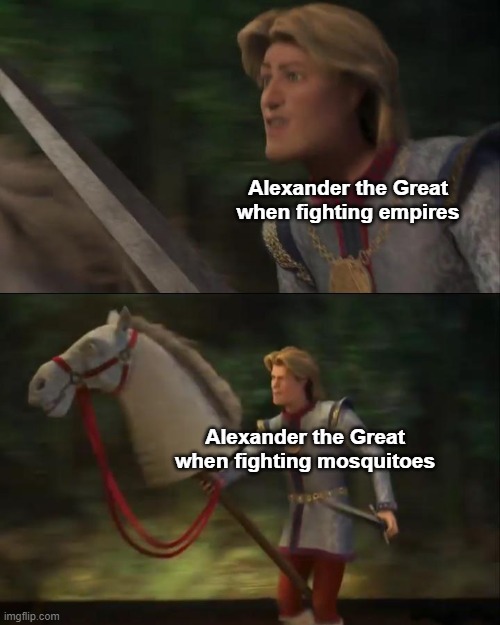 Alexander the Great
when fighting empires
Alexander the Great
when fighting mosquitoes
imgflip.com